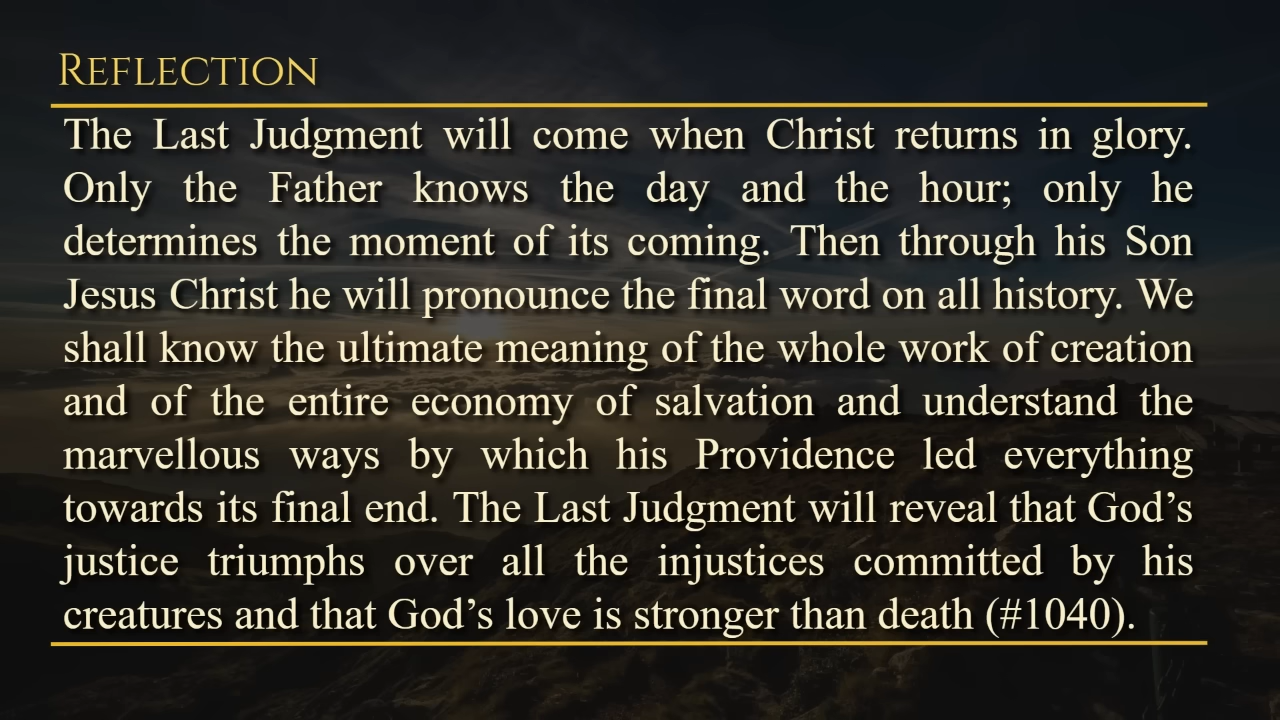 Reflection
The Last Judgment will come when Christ returns in glory.
Only the Father knows the day and the hour; only he
determines the moment of its coming. Then through his Son
Jesus Christ he will pronounce the final word on all history. We
shall know the ultimate meaning of the whole work of creation
and of the entire economy of salvation and understand the
marvellous ways by which his Providence led everything
towards its final end. The Last Judgment will reveal that God’s
justice triumphs over all the injustices committed by his
creatures and that God’s love is stronger than death (#1040).